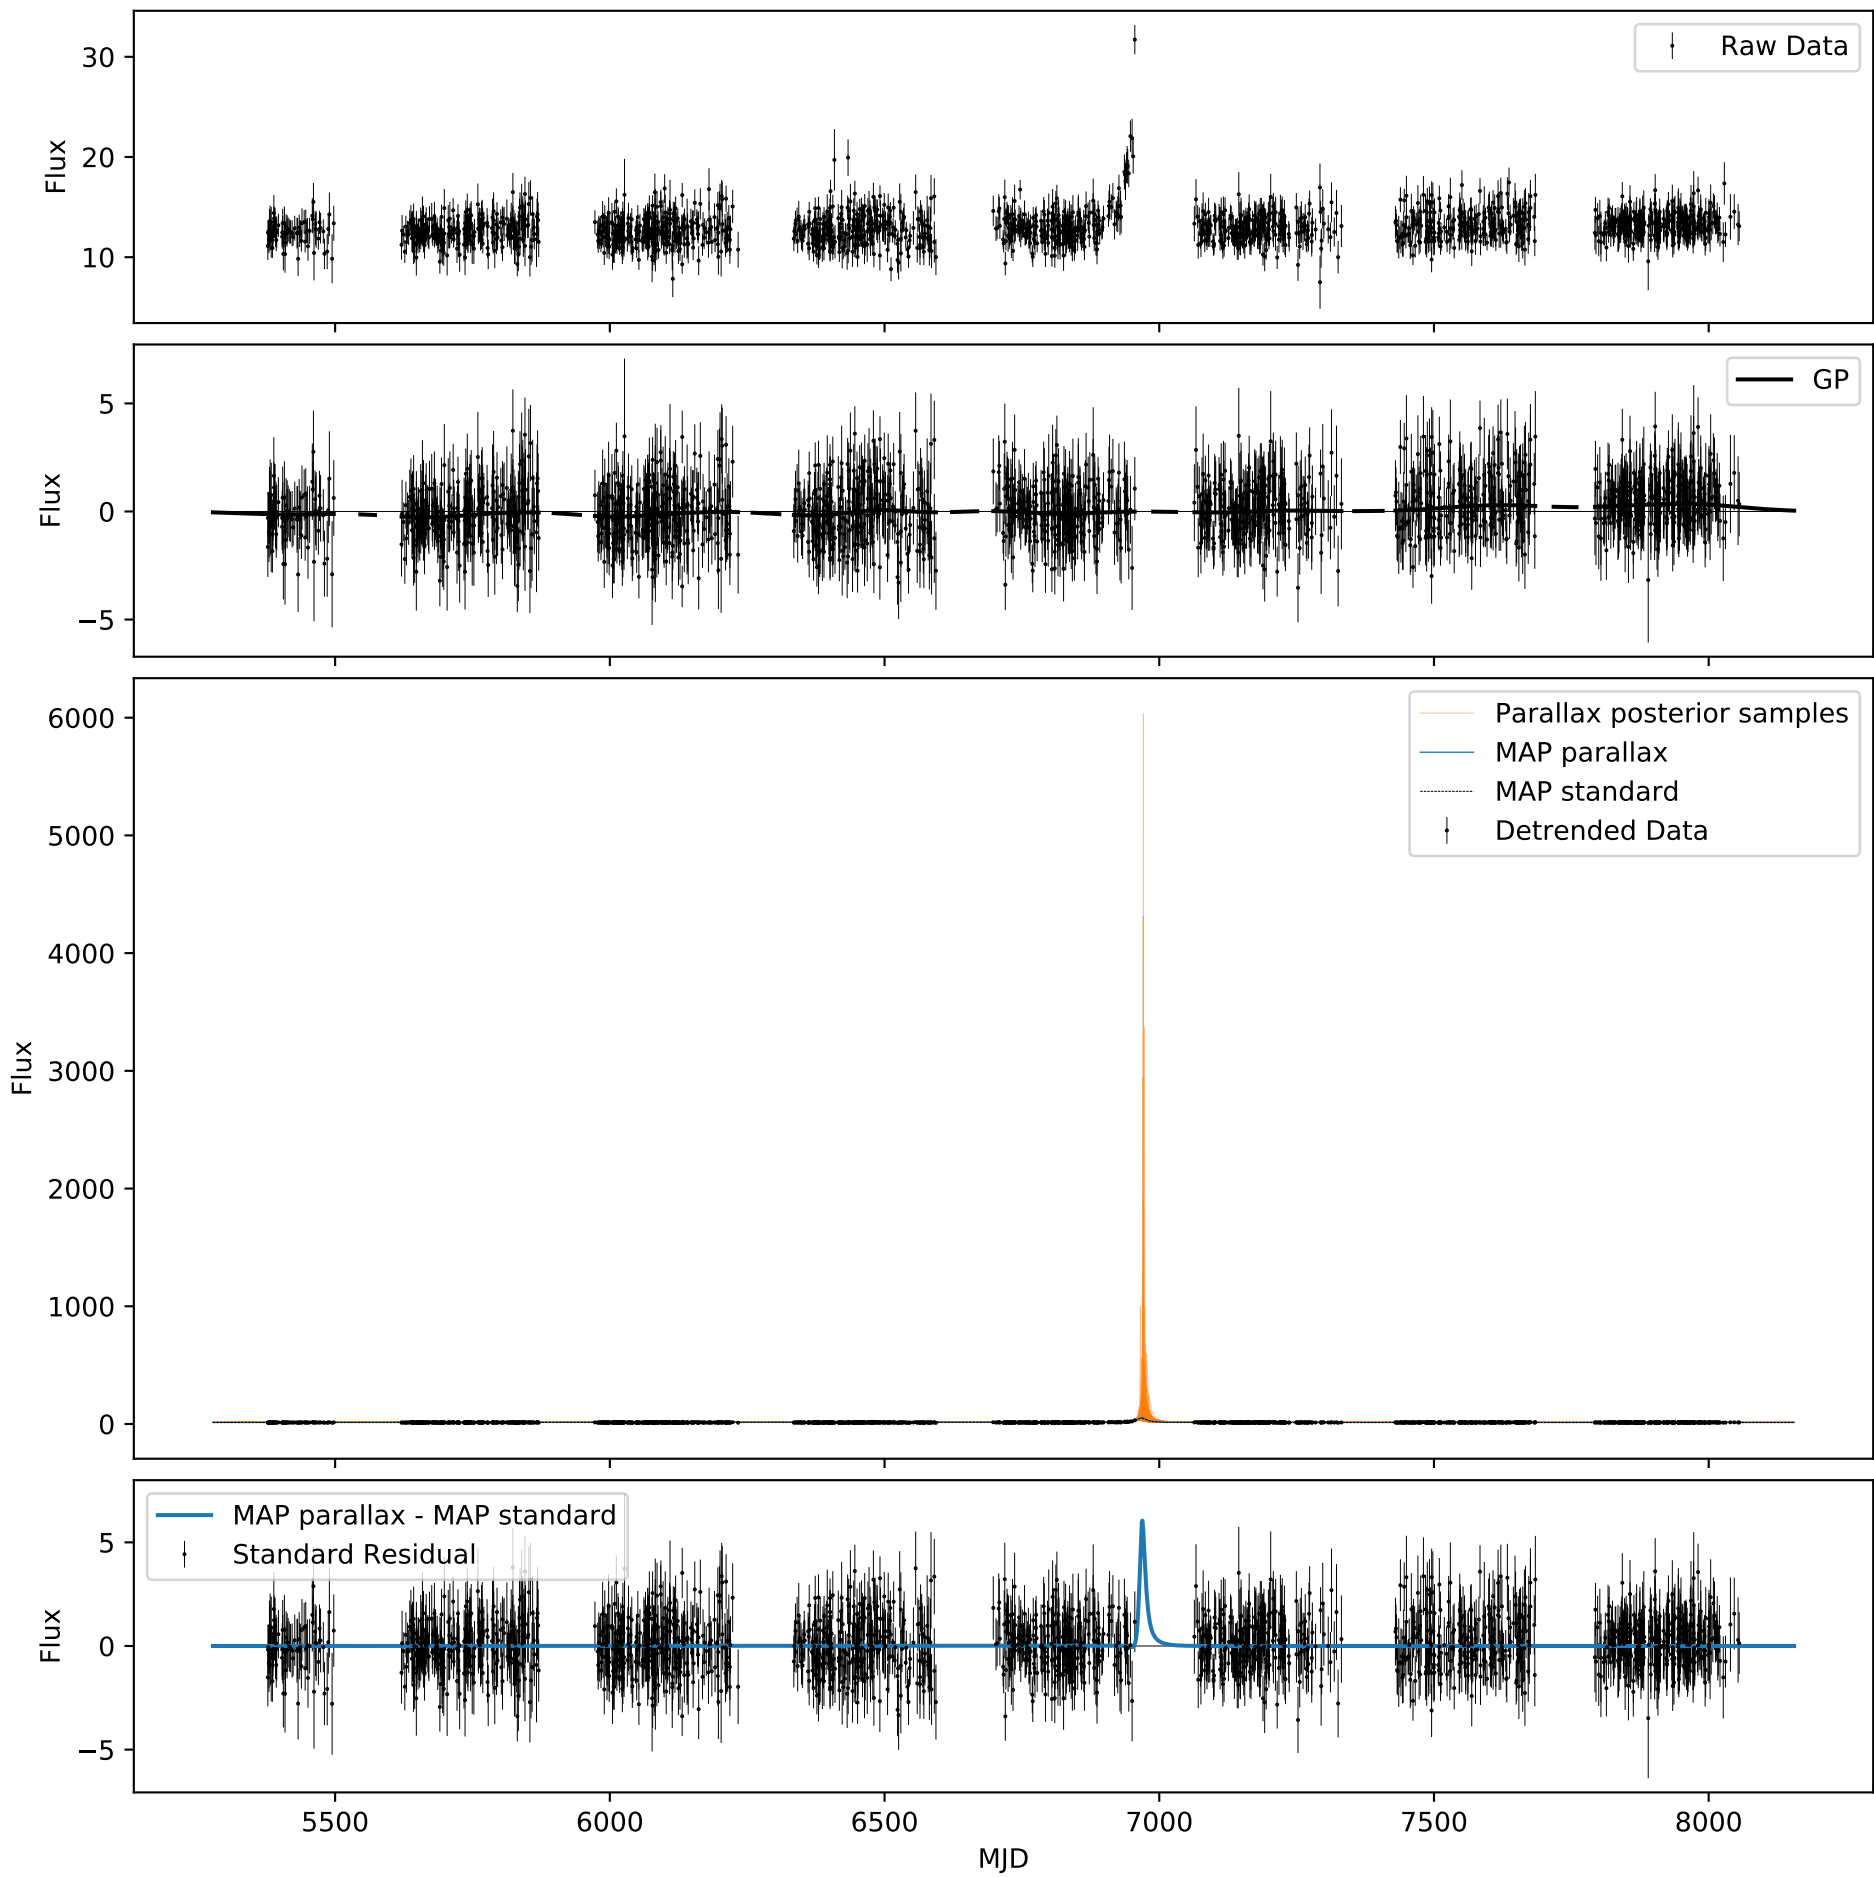 30
20
10
Flux
Raw Data
5
0
−5
Flux
GP
6000
5000
4000
3000
2000
1000
0
Flux
Parallax posterior samples
MAP parallax
MAP standard
Detrended Data
5
0
−5
Flux
MAP parallax - MAP standard
Standard Residual
5500 6000 6500 7000 7500 8000
MJD